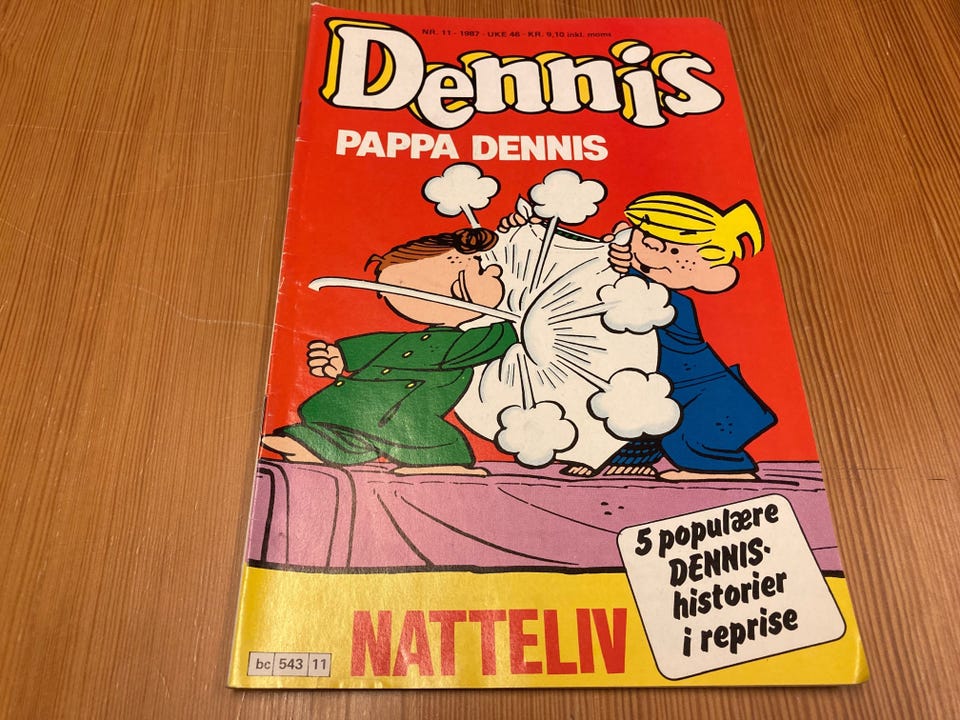 NR. 11 - 1987 - UKE 46 - KR. 9,10 inkl. moms
Dennis
PAPPA DENNIS
5 populære
DENNIS-
historier
i reprise
NATTELIV
bc 543 11